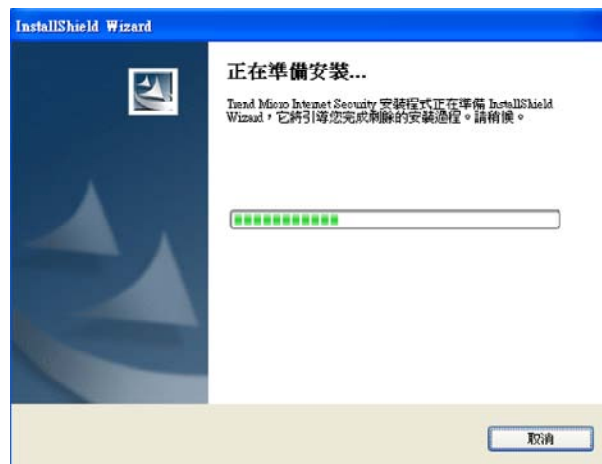 InstallShield Wizard
正在準備安裝...
Trend Micro Internet Security 安裝程式正在準備 InstallShield
Wizard，它將引導您完成剩餘的安裝過程。請稍候。
取消